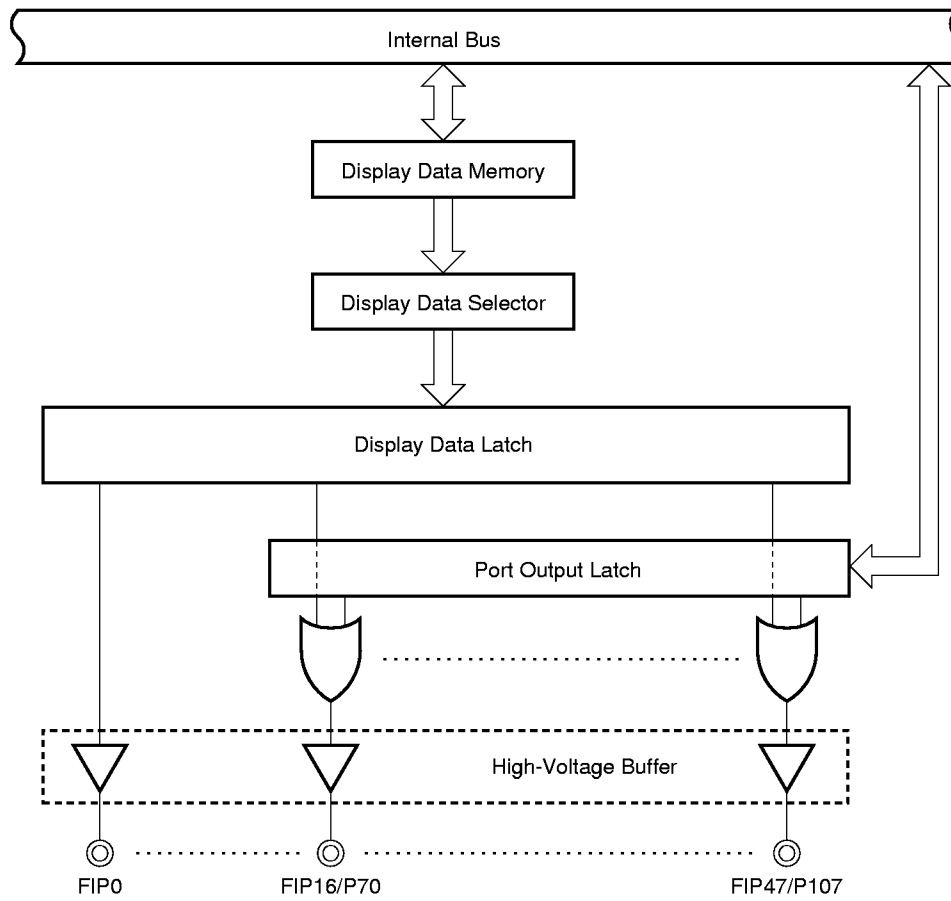 Internal Bus
Display Data Memory
Display Data Selector
Display Data Latch
Port Output Latch
High-Voltage Buffer
FIP0
FIP16/P70
FIP47/P107